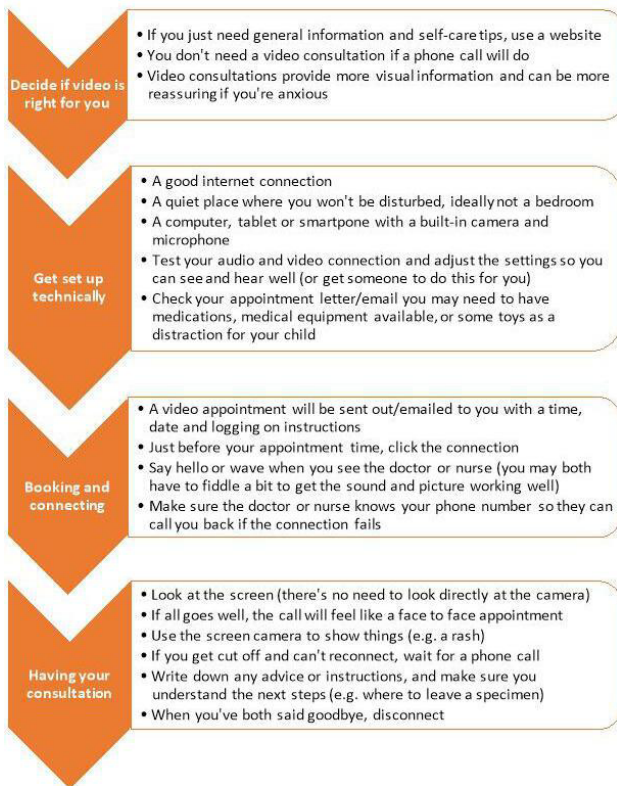 Decide if video is
right for you
• If you just need general information and self-care tips, use a website
• You don't need a video consultation if a phone call will do
• Video consultations provide more visual information and can be more
reassuring if you're anxious
Get set up
technically
• A good internet connection
• A quiet place where you won't be disturbed, ideally not a bedroom
• A computer, tablet or smartpone with a built-in camera and
microphone
• Test your audio and video connection and adjust the settings so you
can see and hear well (or get someone to do this for you)
• Check your appointment letter/email you may need to have
medications, medical equipment available, or some toys as a
distraction for your child
Booking and
connecting
• A video appointment will be sent out/emailed to you with a time,
date and logging on instructions
• Just before your appointment time, click the connection
• Say hello or wave when you see the doctor or nurse (you may both
have to fiddle a bit to get the sound and picture working well)
• Make sure the doctor or nurse knows your phone number so they can
call you back if the connection fails
Having your
consultation
• Look at the screen (there's no need to look directly at the camera)
• If all goes well, the call will feel like a face to face appointment
• Use the screen camera to show things (e.g. a rash)
• If you get cut off and can't reconnect, wait for a phone call
• Write down any advice or instructions, and make sure you
understand the next steps (e.g. where to leave a specimen)
• When you've both said goodbye, disconnect